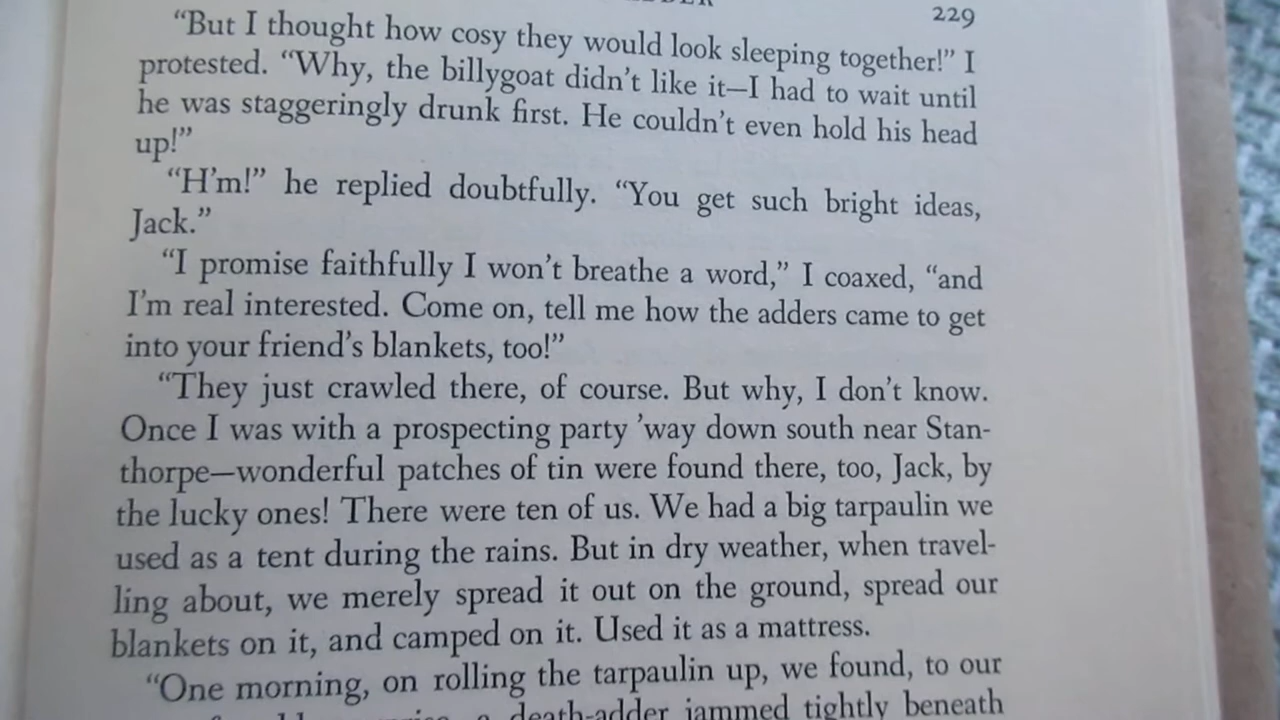 229
“But I thought how cosy they would look sleeping together!” I
protested. “Why, the billygoat didn’t like it—I had to wait until
he was staggeringly drunk first. He couldn’t even hold his head
up!”
“H’m!” he replied doubtfully. “You get such bright ideas,
Jack.”
“I promise faithfully I won’t breathe a word,” I coaxed, “and
I’m real interested. Come on, tell me how the adders came to get
into your friend’s blankets, too!”
“They just crawled there, of course. But why, I don’t know.
Once I was with a prospecting party ’way down south near Stan-
thorpe—wonderful patches of tin were found there, too, Jack, by
the lucky ones! There were ten of us. We had a big tarpaulin we
used as a tent during the rains. But in dry weather, when travel-
ling about, we merely spread it out on the ground, spread our
blankets on it, and camped on it. Used it as a mattress.
“One morning, on rolling the tarpaulin up, we found, to our
a death-adder jammed tightly beneath